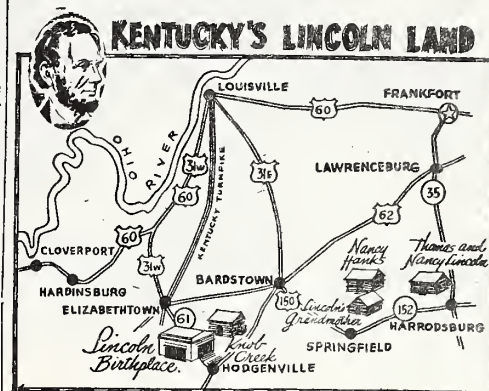 KENTUCKY'S LINCOLN LAND
LOUISVILLE
FRANKFORT
60
OHIO
RIVER
31W
60
KENTUCKY TURNPIKE
31E
LAWRENCEBURG
35
62
CLOVERPORT
60
31W
HARDINSBURG
ELIZABETHTOWN
BARDSTOWN
150
Nancy
Hanks
Thomas and
Nancy Lincoln
Lincoln's
Grandmother
152
HARRODSBURG
SPRINGFIELD
61
Lincoln
Birthplace.
Knob
Creek
HODGENVILLE